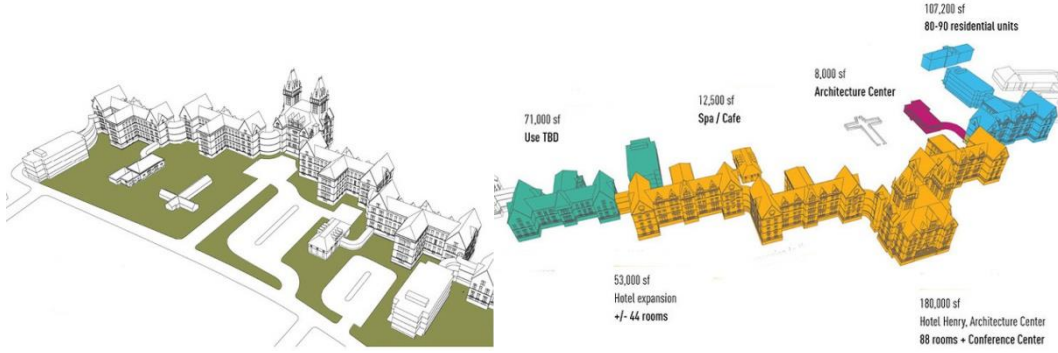 107,200 sf
80-90 residential units
8,000 sf
Architecture Center
12,500 sf
Spa / Cafe
71,000 sf
Use TBD
53,000 sf
Hotel expansion
+/- 44 rooms
180,000 sf
Hotel Henry, Architecture Center
88 rooms + Conference Center